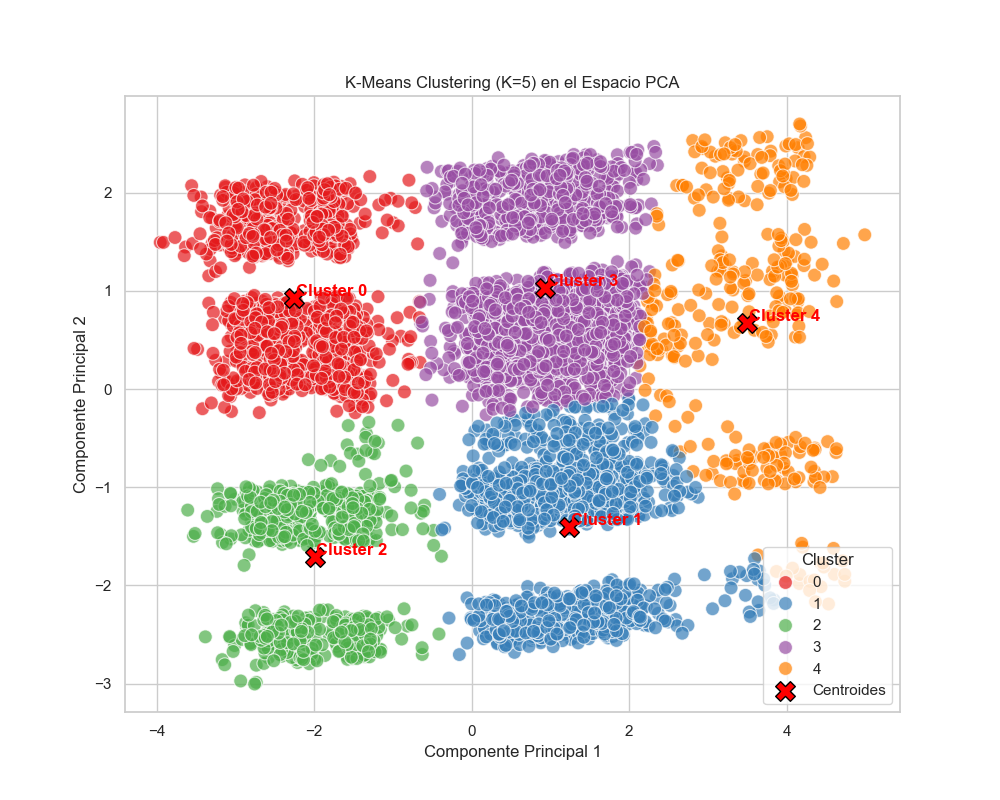 K-Means Clustering (K=5) en el Espacio PCA
Componente Principal 2
2
1
0
−1
−2
−3
Cluster 0
Cluster 3
Cluster 4
Cluster 1
Cluster 2
Cluster
0
1
2
3
4
Centroides
−4
−2
0
2
4
Componente Principal 1